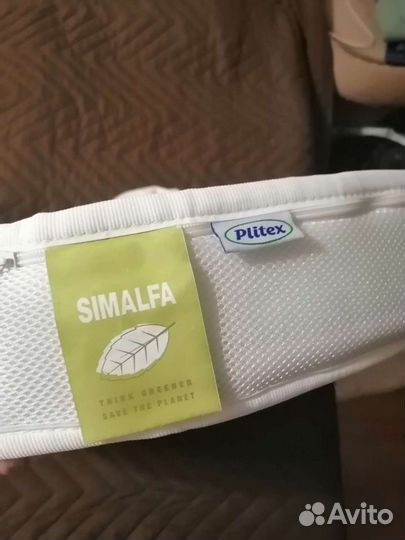 Plitex
SIMALFA
THINK GREENER
SAVE THE PLANET
Avito